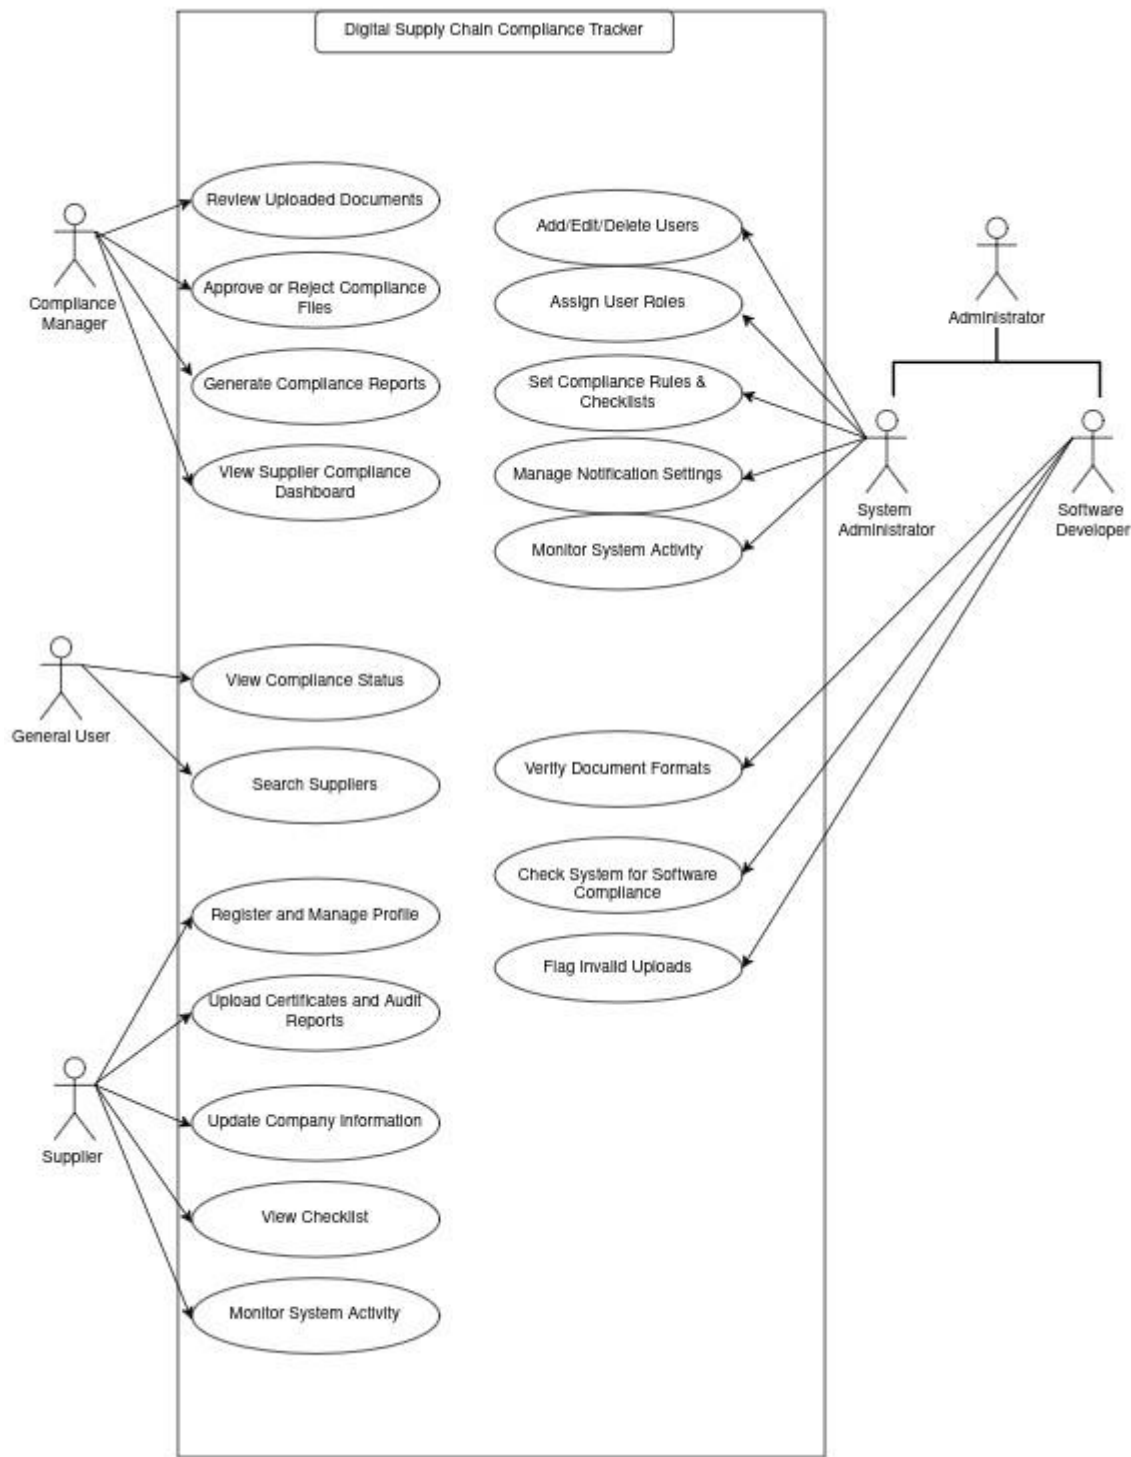 Digital Supply Chain Compliance Tracker
Review Uploaded Documents
Approve or Reject Compliance
Files
Generate Compliance Reports
View Supplier Compliance
Dashboard
Compliance
Manager
Add/Edit/Delete Users
Assign User Roles
Set Compliance Rules &
Checklists
Manage Notification Settings
Monitor System Activity
Administrator
System
Administrator
Software
Developer
General User
View Compliance Status
Search Suppliers
Verify Document Formats
Check System for Software
Compliance
Flag Invalid Uploads
Supplier
Register and Manage Profile
Upload Certificates and Audit
Reports
Update Company Information
View Checklist
Monitor System Activity